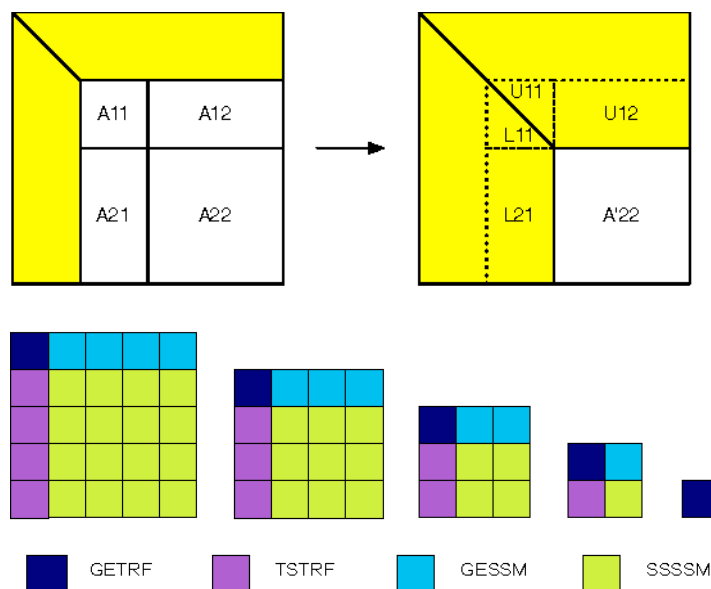 A11 A12
A21 A22
U11 U12
L11
L21 A'22
GETRF TSTRF GESSM SSSSM